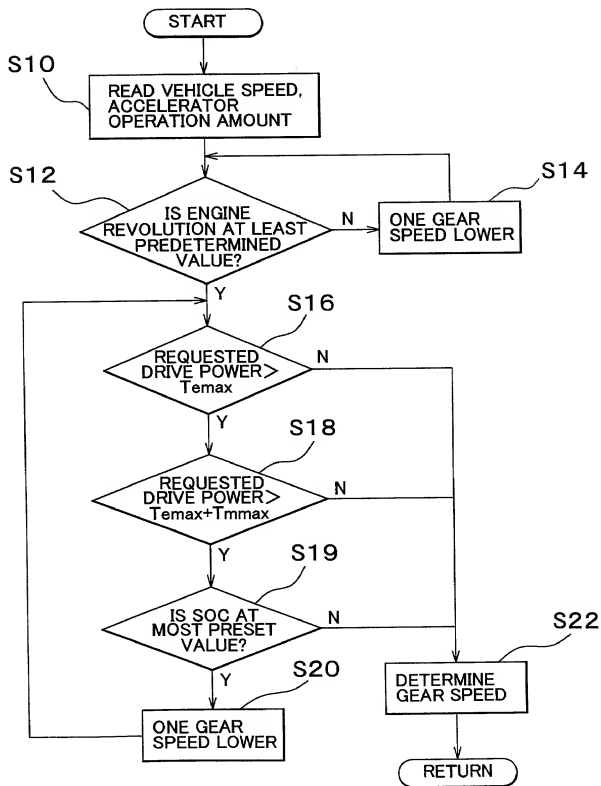 START
S10
READ VEHICLE SPEED,
ACCELERATOR
OPERATION AMOUNT
S12
IS ENGINE
REVOLUTION AT LEAST
PREDETERMINED
VALUE?
N
S14
ONE GEAR
SPEED LOWER
Y
S16
REQUESTED
DRIVE POWER>
Temax
N
Y
S18
REQUESTED
DRIVE POWER>
Temax+Tmmax
N
Y
S19
IS SOC AT
MOST PRESET
VALUE?
N
Y
S20
ONE GEAR
SPEED LOWER
S22
DETERMINE
GEAR SPEED
RETURN